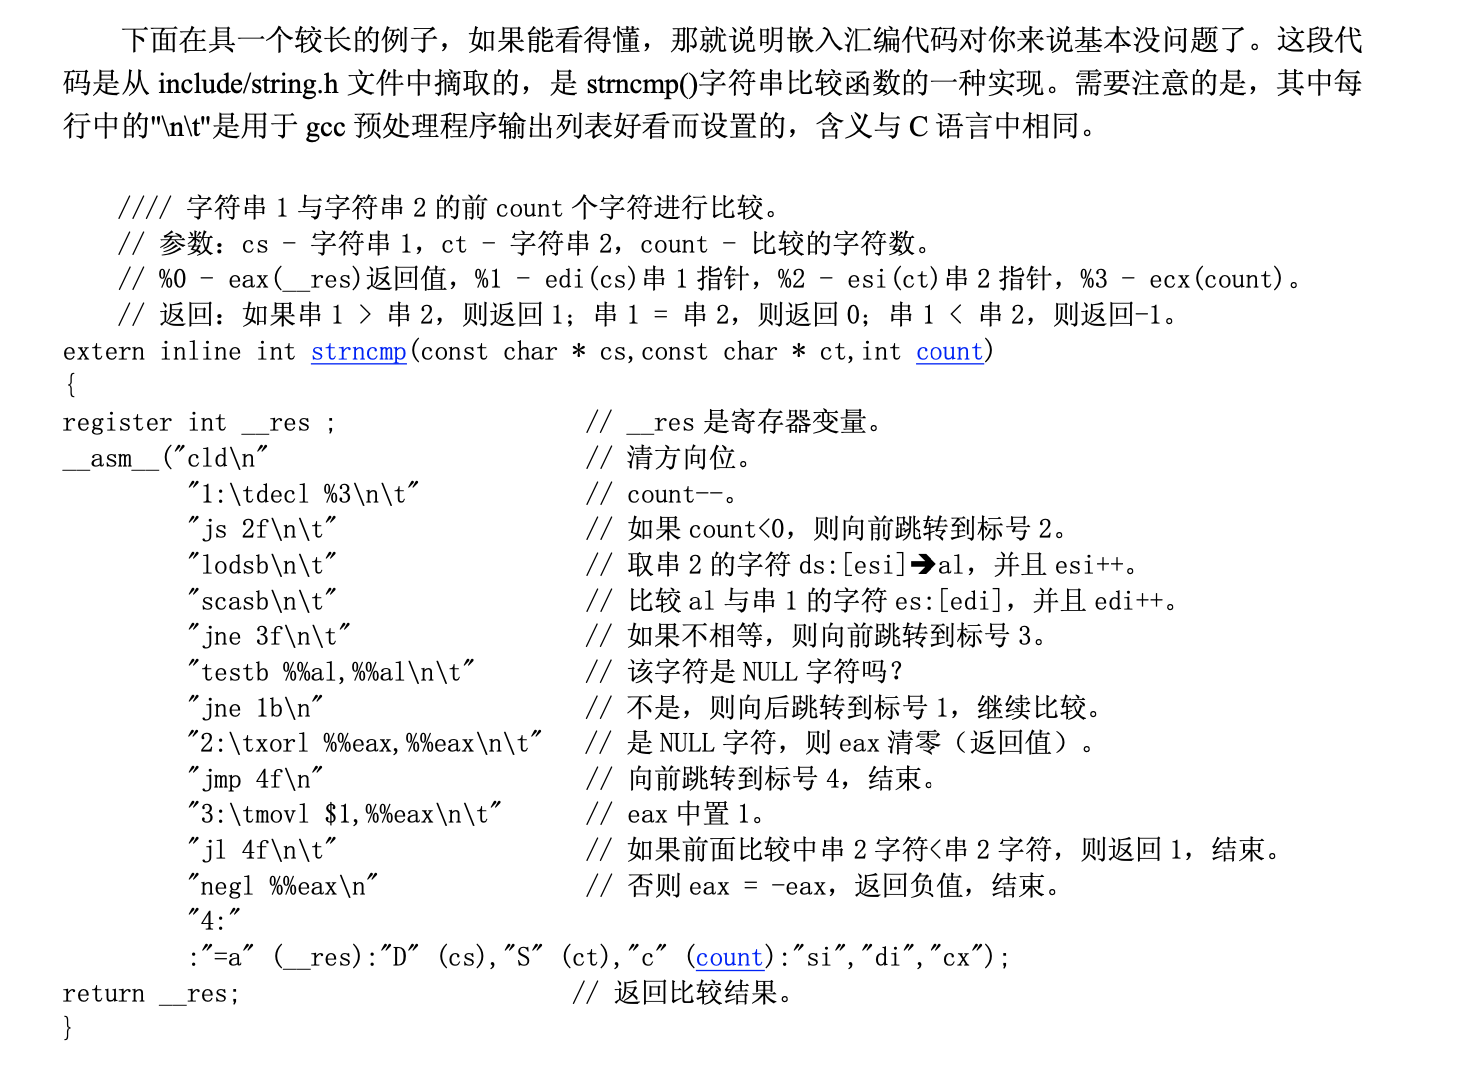 下面在具一个较长的例子，如果能看得懂，那就说明嵌入汇编代码对你来说基本没问题了。这段代
码是从 include/string.h 文件中摘取的，是 strncmp()字符串比较函数的一种实现。需要注意的是，其中每
行中的"\n\t"是用于 gcc 预处理程序输出列表好看而设置的，含义与 C 语言中相同。
//// 字符串 1 与字符串 2 的前 count 个字符进行比较。
// 参数：cs - 字符串 1，ct - 字符串 2，count - 比较的字符数。
// %0 - eax(__res)返回值，%1 - edi(cs)串 1 指针，%2 - esi(ct)串 2 指针，%3 - ecx(count)。
// 返回：如果串 1 > 串 2，则返回 1；串 1 = 串 2，则返回 0；串 1 < 串 2，则返回-1。
extern inline int strncmp(const char * cs,const char * ct,int count)
{
register int __res ; // __res 是寄存器变量。
__asm__("cld\n" // 清方向位。
"1:\tdecl %3\n\t" // count--。
"js 2f\n\t" // 如果 count<0，则向前跳转到标号 2。
"lodsb\n\t" // 取串 2 的字符 ds:[esi]➔al，并且 esi++。
"scasb\n\t" // 比较 al 与串 1 的字符 es:[edi]，并且 edi++。
"jne 3f\n\t" // 如果不相等，则向前跳转到标号 3。
"testb %%al,%%al\n\t" // 该字符是 NULL 字符吗？
"jne 1b\n" // 不是，则向后跳转到标号 1，继续比较。
"2:\txorl %%eax,%%eax\n\t" // 是 NULL 字符，则 eax 清零（返回值）。
"jmp 4f\n" // 向前跳转到标号 4，结束。
"3:\tmovl $1,%%eax\n\t" // eax 中置 1。
"jl 4f\n\t" // 如果前面比较中串 2 字符<串 2 字符，则返回 1，结束。
"negl %%eax\n" // 否则 eax = -eax，返回负值，结束。
"4:"
:"=a" (__res):"D" (cs),"S" (ct),"c" (count):"si","di","cx");
return __res; // 返回比较结果。
}